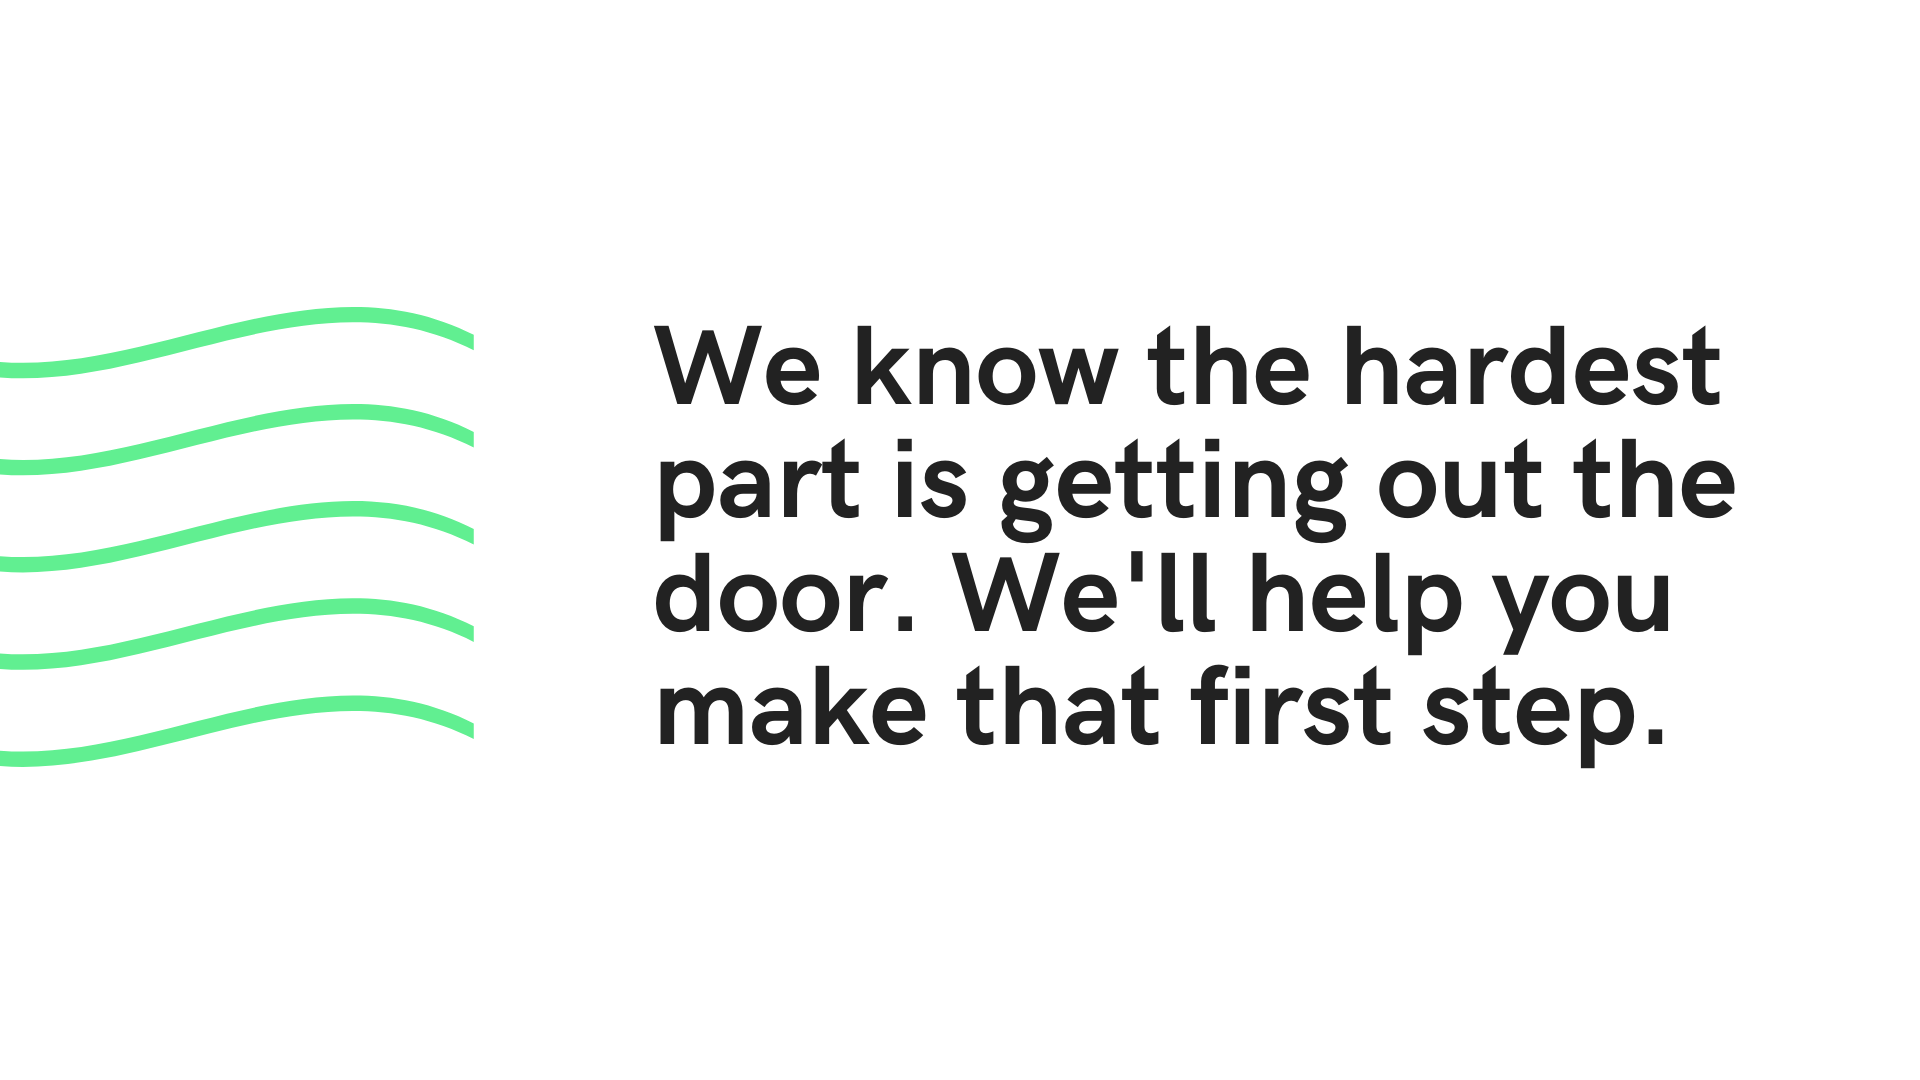 We know the hardest
part is getting out the
door. We'll help you
make that first step.